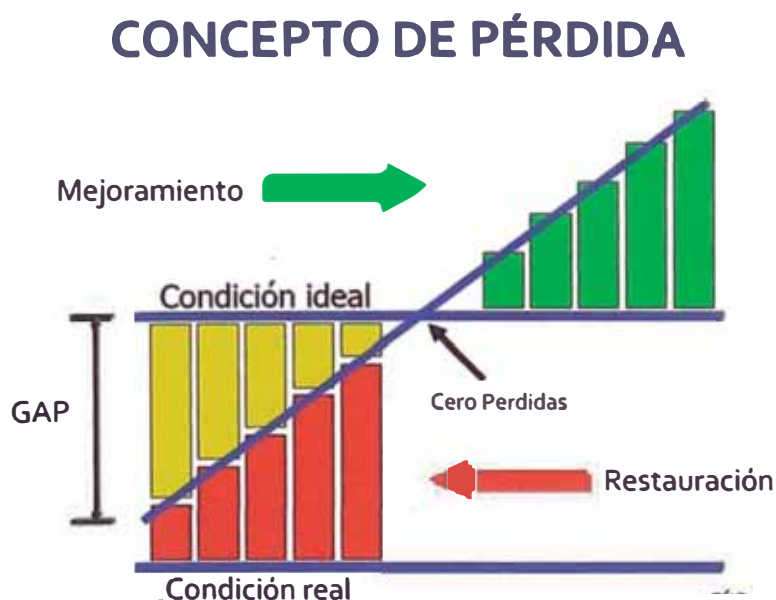 CONCEPTO DE PÉRDIDA
Mejoramiento
Condición ideal
GAP
Cero Perdidas
Restauración
Condición real